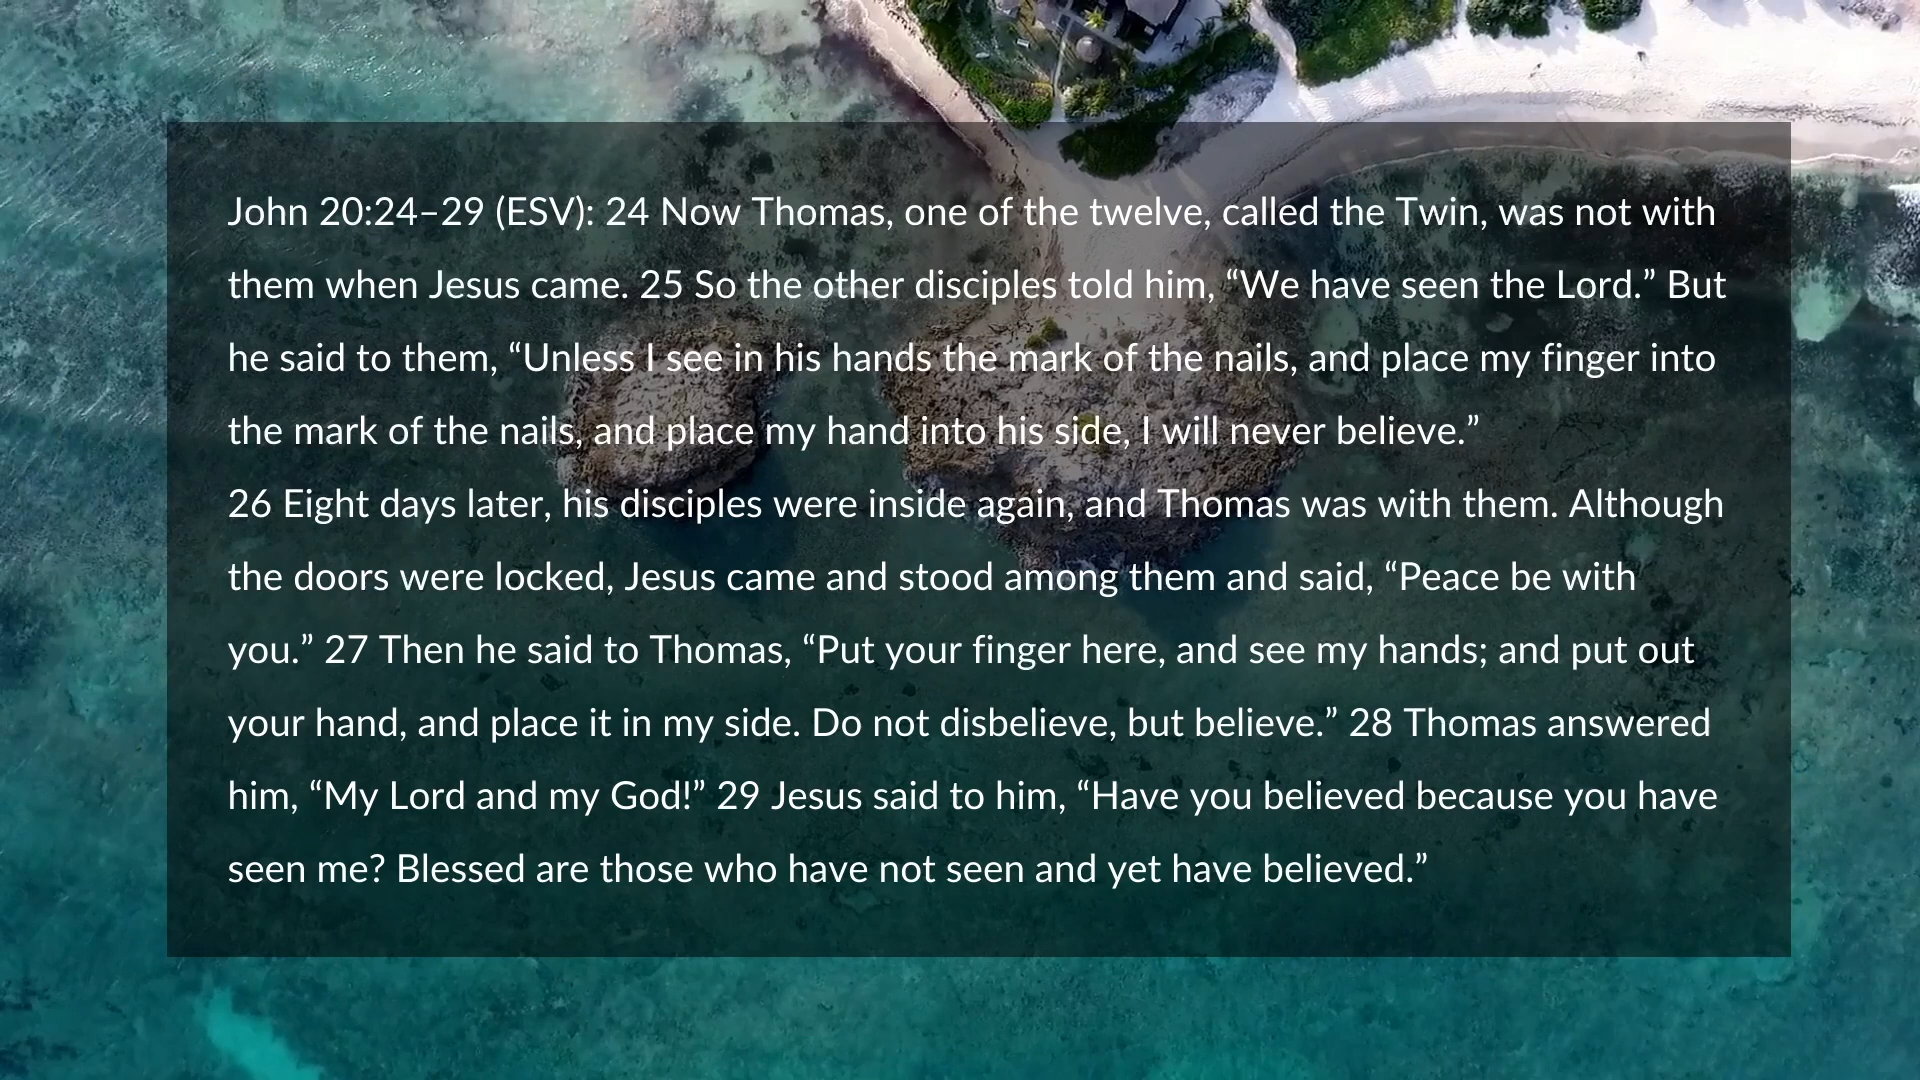 John 20:24–29 (ESV): 24 Now Thomas, one of the twelve, called the Twin, was not with
them when Jesus came. 25 So the other disciples told him, “We have seen the Lord.” But
he said to them, “Unless I see in his hands the mark of the nails, and place my finger into
the mark of the nails, and place my hand into his side, I will never believe.”
26 Eight days later, his disciples were inside again, and Thomas was with them. Although
the doors were locked, Jesus came and stood among them and said, “Peace be with
you.” 27 Then he said to Thomas, “Put your finger here, and see my hands; and put out
your hand, and place it in my side. Do not disbelieve, but believe.” 28 Thomas answered
him, “My Lord and my God!” 29 Jesus said to him, “Have you believed because you have
seen me? Blessed are those who have not seen and yet have believed.”